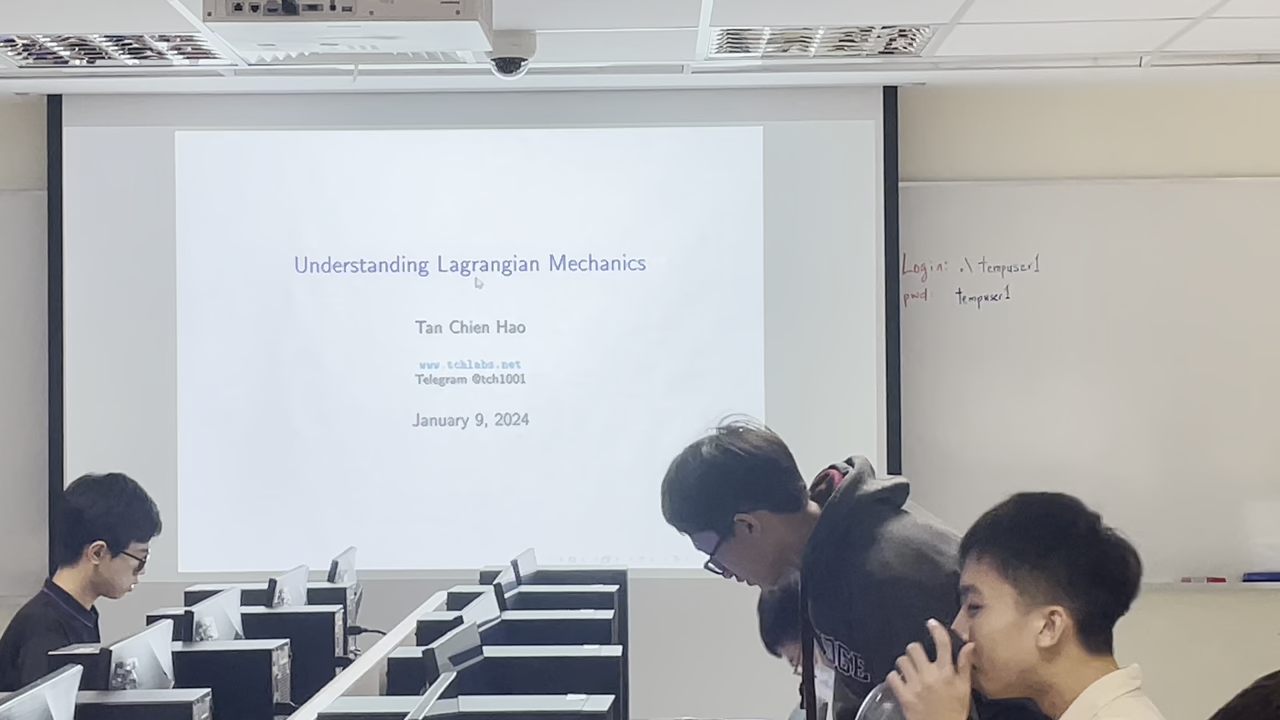 Understanding Lagrangian Mechanics
Tan Chien Hao
www.tchlabs.net
Telegram @tch1001
January 9, 2024
Login: .\ tempuser1
pwd tempuser1